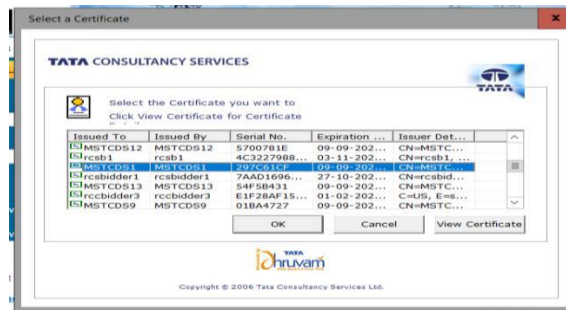 Select a Certificate
TATA CONSULTANCY SERVICES
TATA
Select the Certificate you want to
Click View Certificate for Certificate
Issued To Issued By Serial No. Expiration ... Issuer Det...
MSTCDS12 MSTCDS12 5700781E 09-09-202... CN=MSTC...
rcsb1 rcsb1 4C3227988... 03-11-202... CN=rcsb1, ...
MSTCDS1 MSTCDS1 297C61CF 09-09-202... CN=MSTC...
rcsbidder1 rcsbidder1 7AAD1696... 27-10-202... CN=rcsbid...
MSTCDS13 MSTCDS13 54F5B431 09-09-202... CN=MSTC...
rccbidder3 rccbidder3 E1F28AF15... 01-02-202... C=US, E=s...
MSTCDS9 MSTCDS9 01BA4727 09-09-202... CN=MSTC...
OK Cancel View Certificate
TATA
Dhruvam
Copyright © 2006 Tata Consultancy Services Ltd.